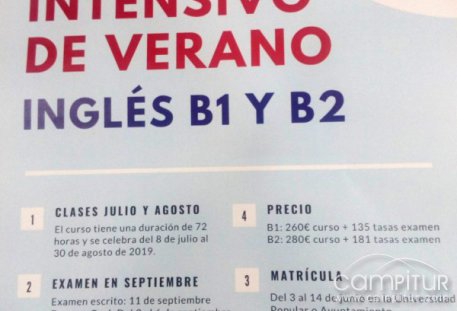 INTENSIVO
DE VERANO
INGLÉS B1 Y B2
1
CLASES JULIO Y AGOSTO
El curso tiene una duración de 72
horas y se celebra del 8 de julio al
30 de agosto de 2019.
4
PRECIO
B1: 260€ curso + 135 tasas examen
B2: 280€ curso + 181 tasas examen
2
EXAMEN EN SEPTIEMBRE
Examen escrito: 11 de septiembre
3
MATRÍCULA
Del 3 al 14 de junio en la Universidad
Popular o Ayuntamiento
CAMPITUR